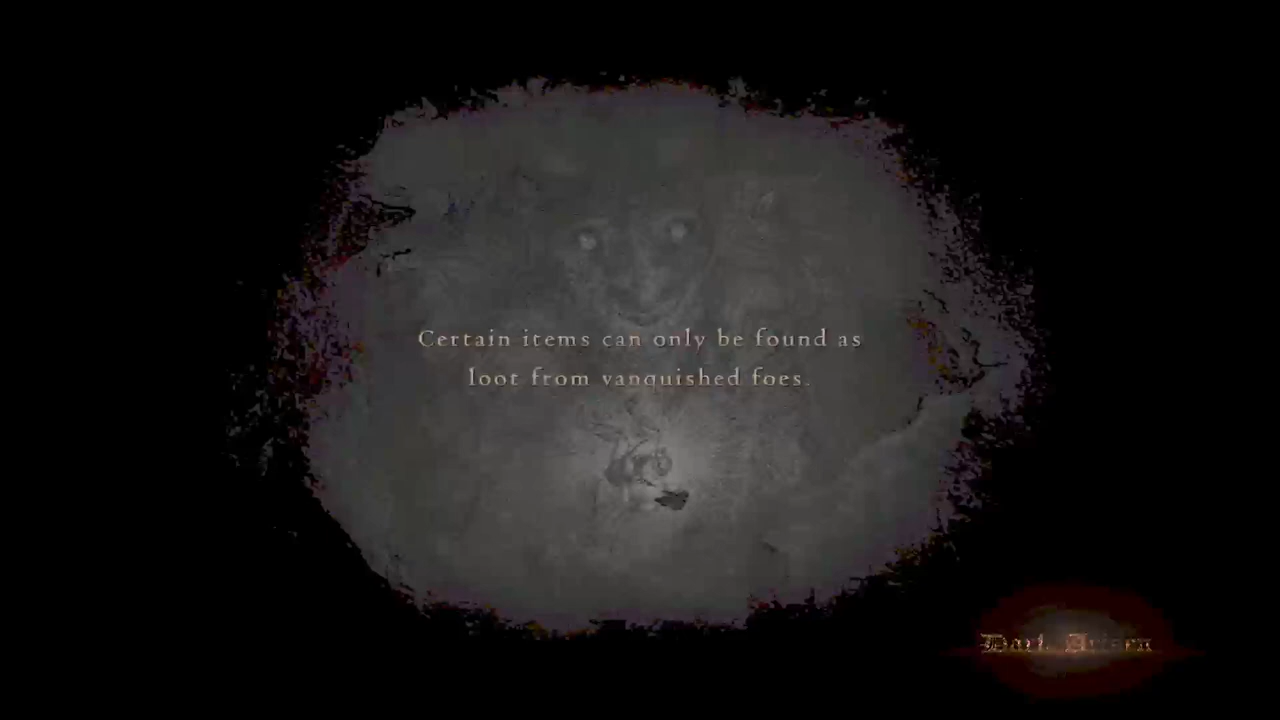 Certain items can only be found as
loot from vanquished foes.
Dark Arisen